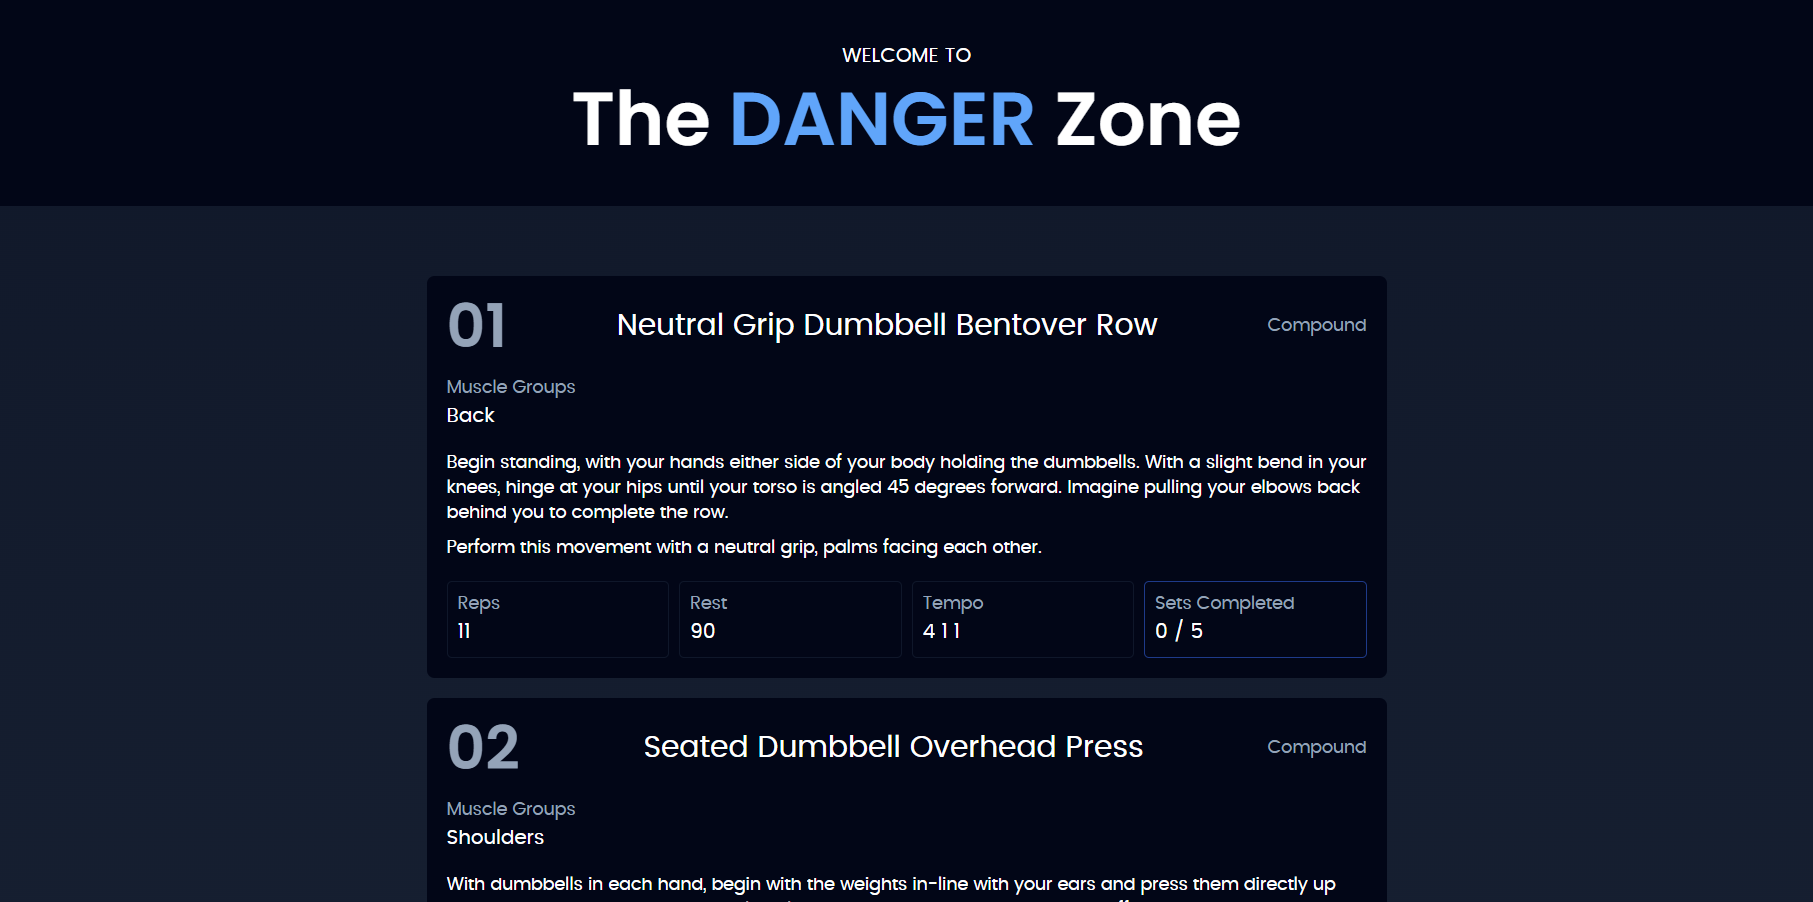 WELCOME TO
The DANGER Zone
01
Neutral Grip Dumbbell Bentover Row
Compound
Muscle Groups
Back
Begin standing, with your hands either side of your body holding the dumbbells. With a slight bend in your
knees, hinge at your hips until your torso is angled 45 degrees forward. Imagine pulling your elbows back
behind you to complete the row.
Perform this movement with a neutral grip, palms facing each other.
Reps
11
Rest
90
Tempo
4 1 1
Sets Completed
0 / 5
02
Seated Dumbbell Overhead Press
Compound
Muscle Groups
Shoulders
With dumbbells in each hand, begin with the weights in-line with your ears and press them directly up